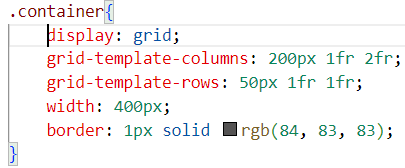 .container{
display: grid;
grid-template-columns: 200px 1fr 2fr;
grid-template-rows: 50px 1fr 1fr;
width: 400px;
border: 1px solid rgb(84, 83, 83);
}